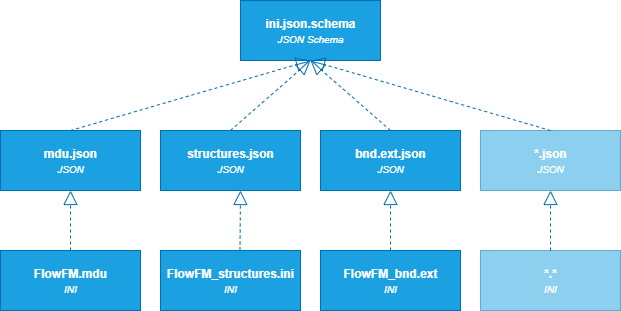 ini.json.schema
JSON Schema
mdu.json
JSON
structures.json
JSON
bnd.ext.json
JSON
*.json
JSON
FlowFM.mdu
INI
FlowFM_structures.ini
INI
FlowFM_bnd.ext
INI
*.*
INI